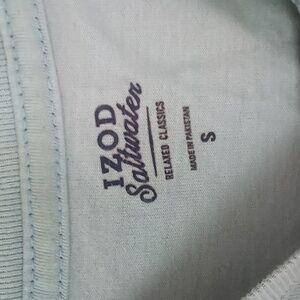 IZOD
Saltwater
RELAXED CLASSICS
MADE IN PAKISTAN
S